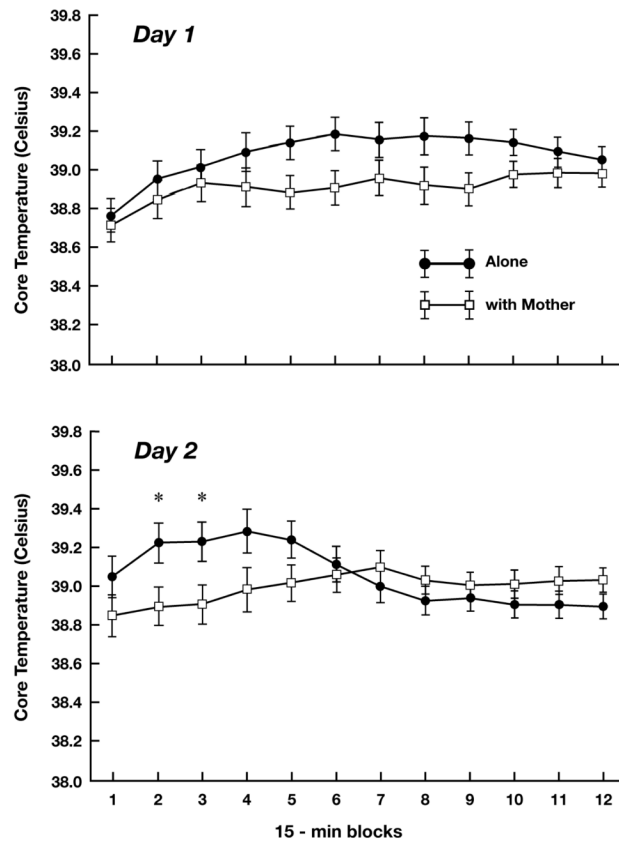 Day 1
39.8
39.6
39.4
39.2
39.0
38.8
38.6
38.4
38.2
38.0
Core Temperature (Celsius)
Alone
with Mother
Day 2
39.8
39.6
39.4
39.2
39.0
38.8
38.6
38.4
38.2
38.0
Core Temperature (Celsius)
* *
1 2 3 4 5 6 7 8 9 10 11 12
15 - min blocks